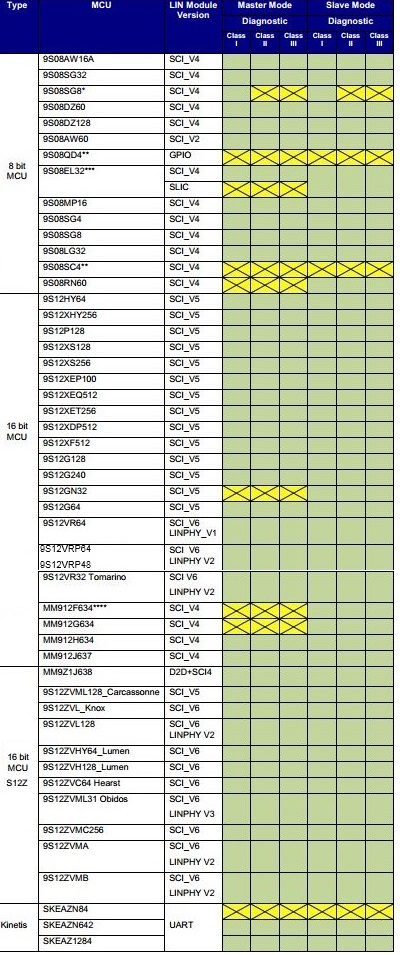 Type MCU LIN Module Version Master Mode Slave Mode
Diagnostic Diagnostic
Class I Class II Class III Class I Class II Class III
8 bit MCU
9S08AW16A SCI_V4
9S08SG32 SCI_V4
9S08SG8* SCI_V4
9S08DZ60 SCI_V4
9S08DZ128 SCI_V4
9S08AW60 SCI_V2
9S08QD4** GPIO
9S08EL32*** SCI_V4
SLIC
9S08MP16 SCI_V4
9S08SG4 SCI_V4
9S08SG8 SCI_V4
9S08LG32 SCI_V4
9S08SC4** SCI_V4
9S08RN60 SCI_V4
16 bit MCU
9S12HY64 SCI_V5
9S12XHY256 SCI_V5
9S12P128 SCI_V5
9S12XS128 SCI_V5
9S12XS256 SCI_V5
9S12XEP100 SCI_V5
9S12XEQ512 SCI_V5
9S12XET256 SCI_V5
9S12XDP512 SCI_V5
9S12XF512 SCI_V5
9S12G128 SCI_V5
9S12G240 SCI_V5
9S12GN32 SCI_V5
9S12G64 SCI_V5
9S12VR64 SCI_V6
LINPHY_V1
9S12VRP64 SCI V6
9S12VRP48 LINPHY V2
9S12VR32 Tomarino SCI V6
LINPHY V2
MM912F634**** SCI_V4
MM912G634 SCI_V4
MM912H634 SCI_V4
MM912J637 SCI_V4
16 bit MCU
S12Z
MM9Z1J638 D2D+SCI4
9S12ZVML128_Carcassonne SCI_V5
9S12ZVL_Knox SCI_V6
9S12ZVL128 SCI_V6
LINPHY V2
9S12ZVHY64_Lumen SCI_V6
9S12ZVH128_Lumen SCI_V6
9S12ZVC64 Hearst SCI_V6
9S12ZVML31 Obidos SCI_V6
LINPHY V3
9S12ZVMC256 SCI_V6
9S12ZVMA SCI_V6
LINPHY V2
9S12ZVMB SCI_V6
LINPHY V2
Kinetis
SKEAZN84
SKEAZN642 UART
SKEAZ1284